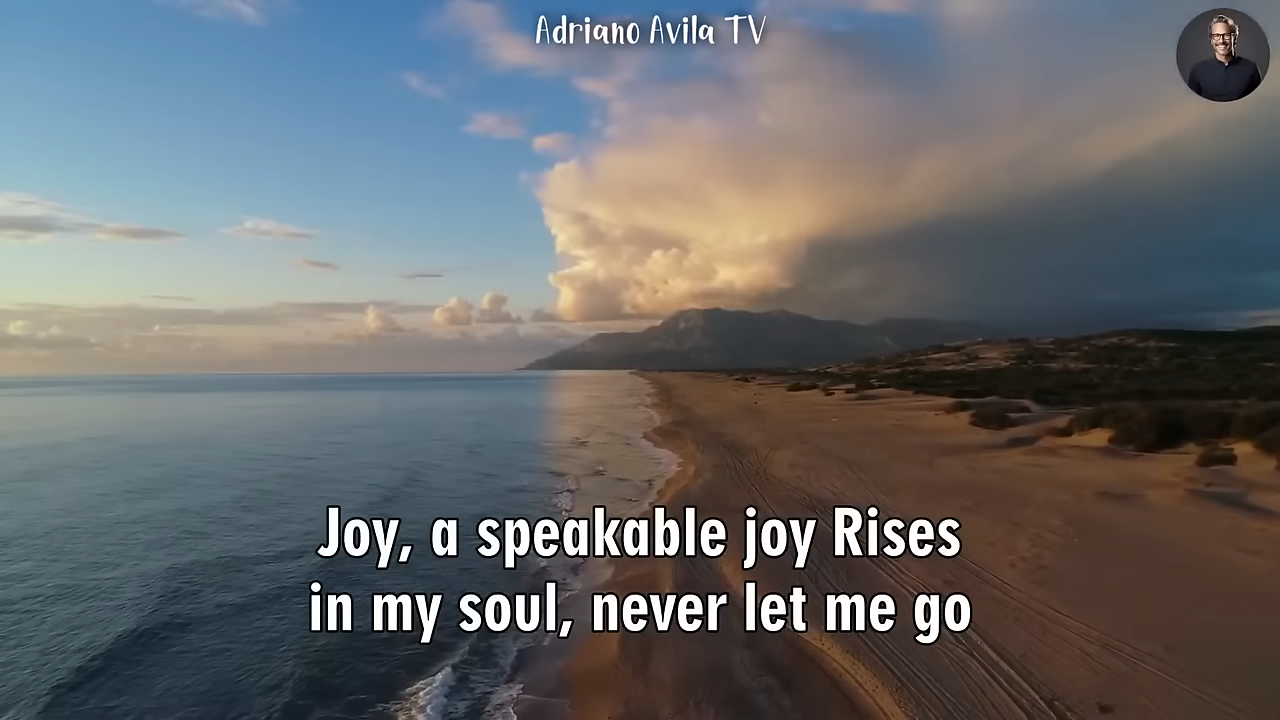 Adriano Avila TV
Joy, a speakable joy Rises
in my soul, never let me go